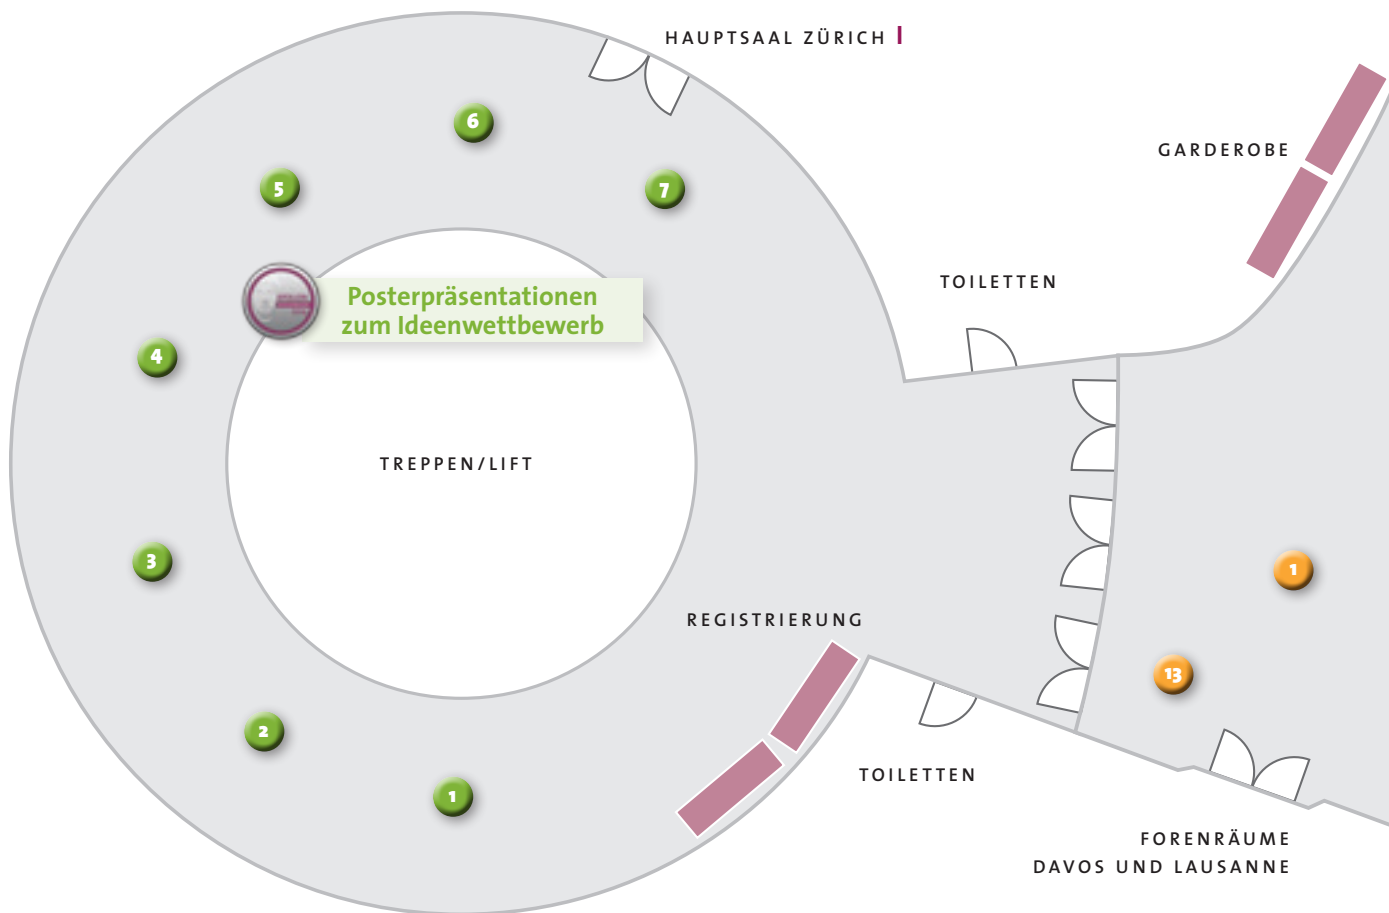 HAUPTSAAL ZÜRICH I
6
GARDEROBE
5
7
TOILETTEN
Posterpräsentationen
zum Ideenwettbewerb
4
TREPPEN/LIFT
3
1
REGISTRIERUNG
13
2
TOILETTEN
1
FORENRÄUME
DAVOS UND LAUSANNE